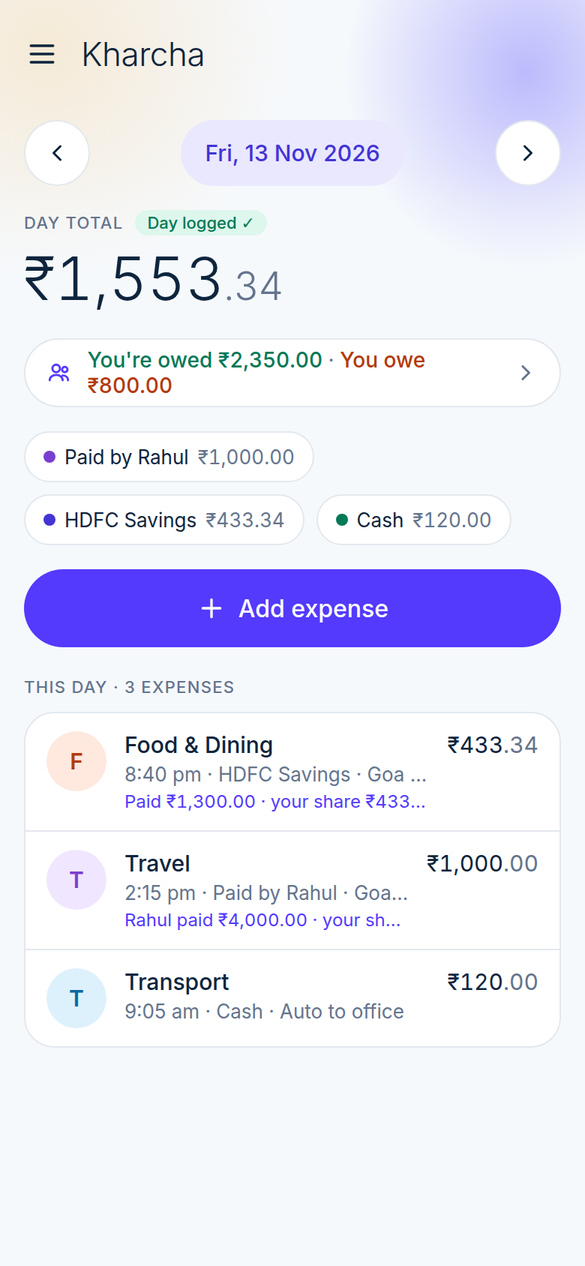 Kharcha
Fri, 13 Nov 2026
DAY TOTAL Day logged ✓
₹1,553.34
You're owed ₹2,350.00 · You owe
₹800.00
Paid by Rahul ₹1,000.00
HDFC Savings ₹433.34 Cash ₹120.00
+ Add expense
THIS DAY · 3 EXPENSES
F Food & Dining ₹433.34
8:40 pm · HDFC Savings · Goa ...
Paid ₹1,300.00 · your share ₹433...
T Travel ₹1,000.00
2:15 pm · Paid by Rahul · Goa...
Rahul paid ₹4,000.00 · your sh...
T Transport ₹120.00
9:05 am · Cash · Auto to office